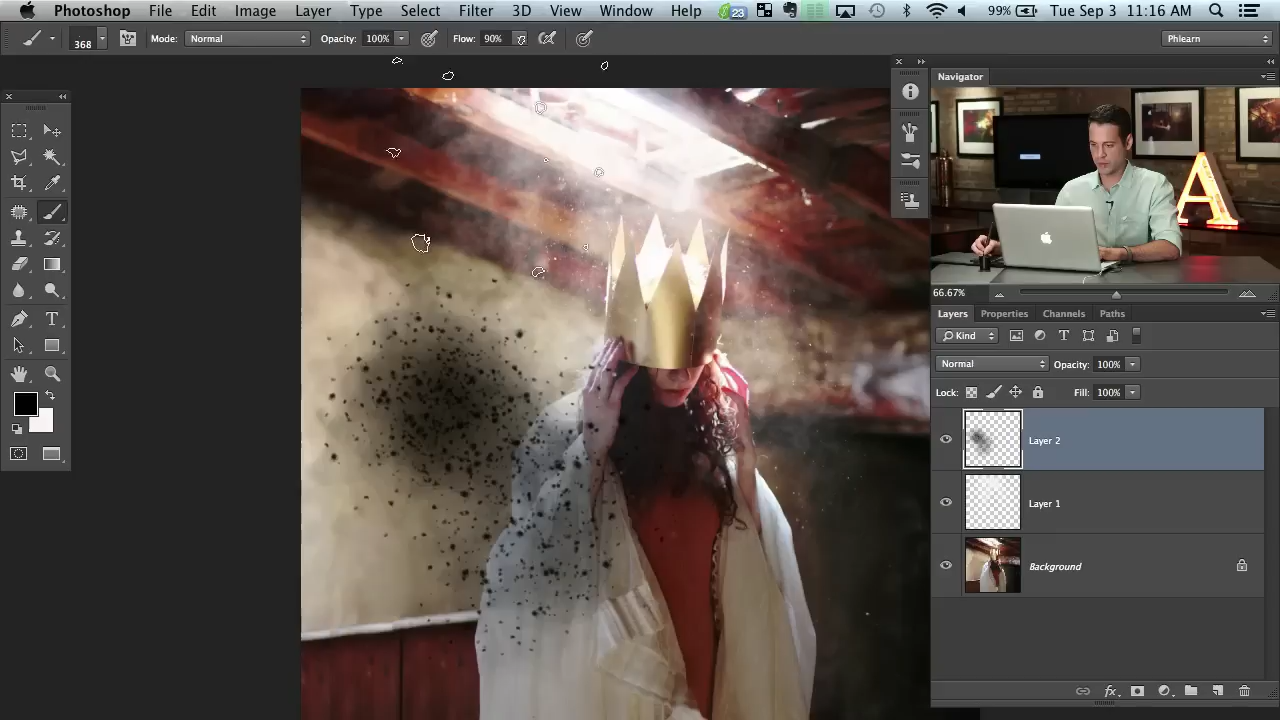 Photoshop File Edit Image Layer Type Select Filter 3D View Window Help 23 99% Tue Sep 3 11:16 AM
368 Mode: Normal Opacity: 100% Flow: 90% Phlearn
Navigator
A
66.67%
Layers Properties Channels Paths
Kind
Normal Opacity: 100%
Lock: Fill: 100%
Layer 2
Layer 1
Background
T
fx